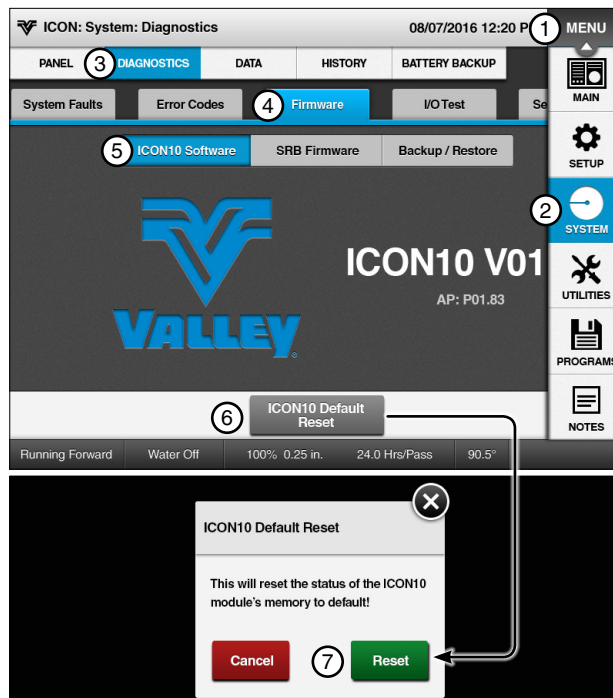 ICON: System: Diagnostics 08/07/2016 12:20 P 1 MENU
PANEL 3 DIAGNOSTICS DATA HISTORY BATTERY BACKUP
MAIN
System Faults Error Codes 4 Firmware I/O Test Se
5 ICON10 Software SRB Firmware Backup / Restore
SETUP
2
SYSTEM
ICON10 V01
AP: P01.83
VALLEY
UTILITIES
PROGRAMS
6 ICON10 Default
Reset
NOTES
Running Forward Water Off 100% 0.25 in. 24.0 Hrs/Pass 90.5°
ICON10 Default Reset
This will reset the status of the ICON10
module's memory to default!
Cancel 7 Reset